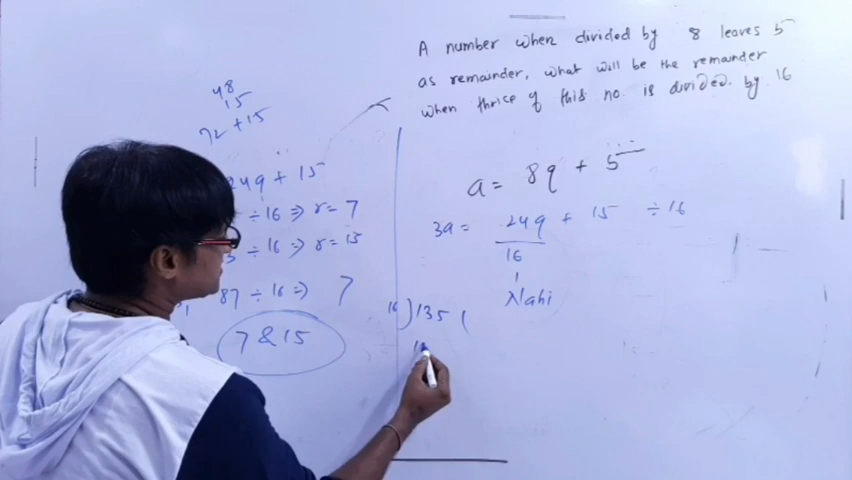 A number when divided by 8 leaves 5
as remainder, what will be the remainder
when thrice of this no. is divided by 16
48
15
72 + 15
24q + 15
÷ 16 => r = 7
3 ÷ 16 => r = 15
87 ÷ 16 => 7
7 & 15
a = 8q + 5
3a = 24q + 15 ÷ 16
16
Nahi
16 ) 135 (
1